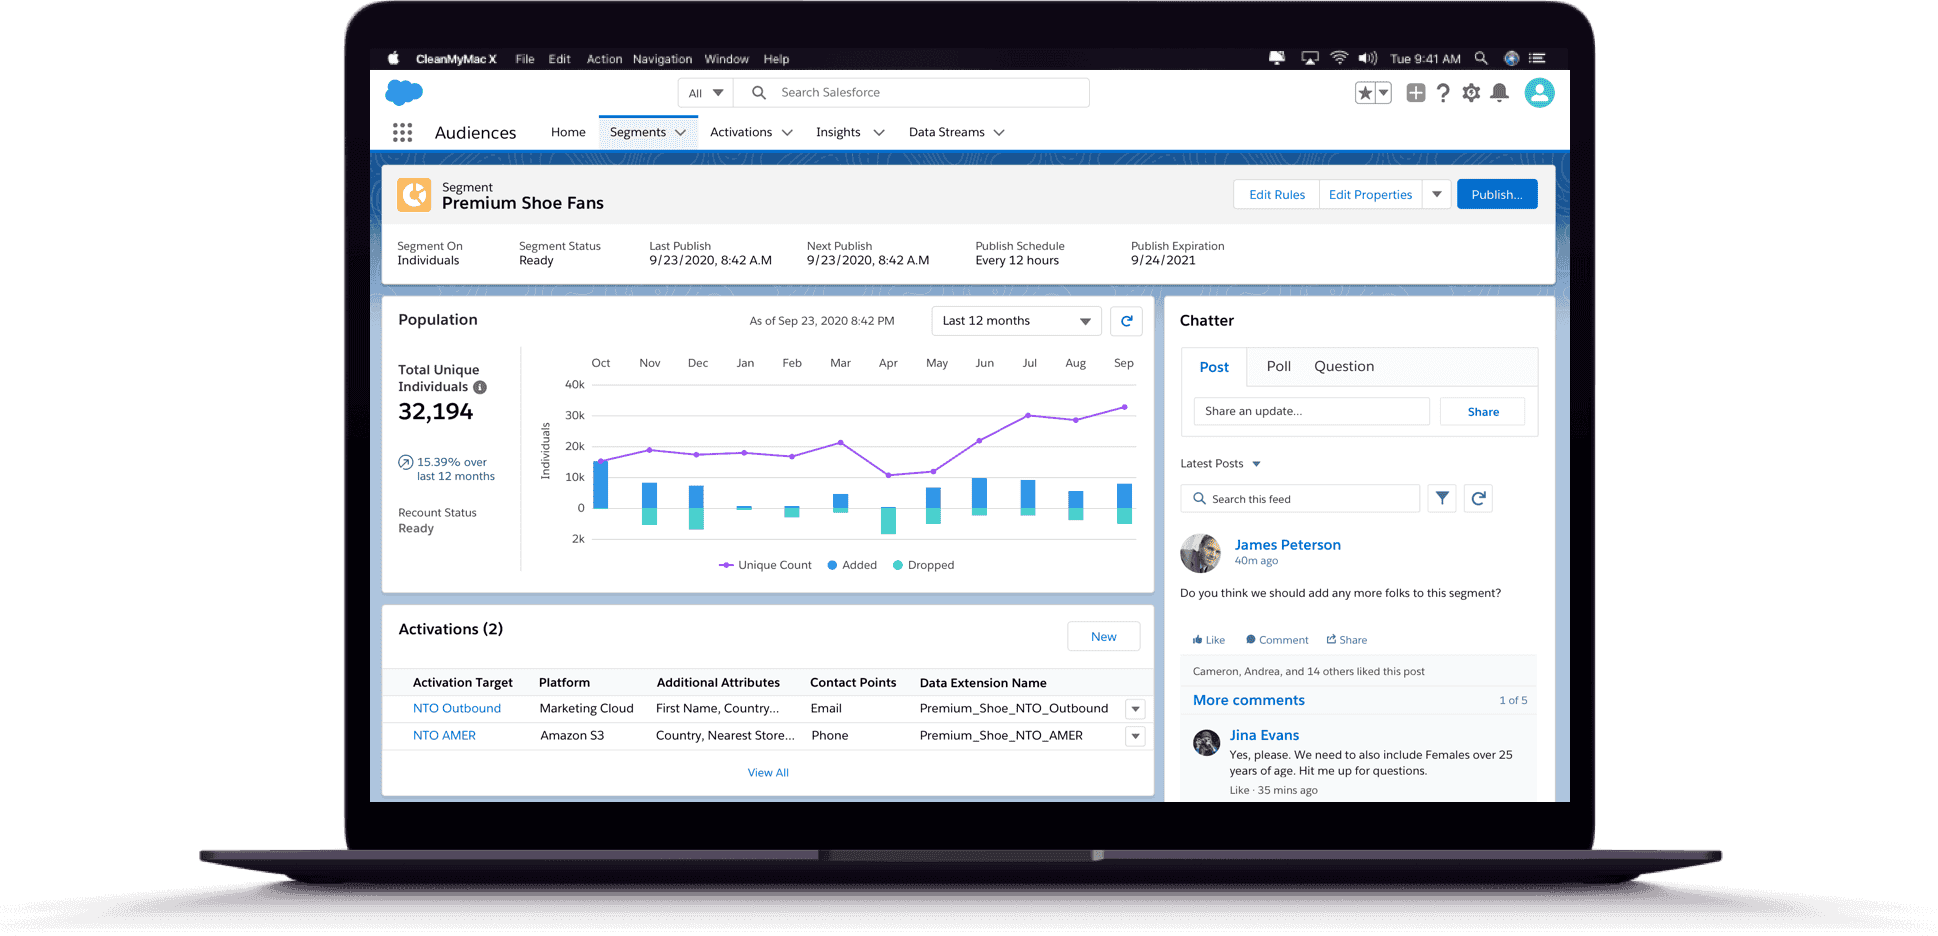 CleanMyMac X File Edit Action Navigation Window Help Tue 9:41 AM
All Search Salesforce
Audiences Home Segments Activations Insights Data Streams
Segment
Premium Shoe Fans
Edit Rules Edit Properties Publish...
Segment On Segment Status Last Publish Next Publish Publish Schedule Publish Expiration
Individuals Ready 9/23/2020, 8:42 A.M 9/23/2020, 8:42 A.M Every 12 hours 9/24/2021
Population
As of Sep 23, 2020 8:42 PM
Last 12 months
Total Unique
Individuals
32,194
15.39% over
last 12 months
Recount Status
Ready
Oct Nov Dec Jan Feb Mar Apr May Jun Jul Aug Sep
40k
30k
20k
10k
0
2k
Individuals
Unique Count Added Dropped
Activations (2)
New
Activation Target Platform Additional Attributes Contact Points Data Extension Name
NTO Outbound Marketing Cloud First Name, Country... Email Premium_Shoe_NTO_Outbound
NTO AMER Amazon S3 Country, Nearest Store... Phone Premium_Shoe_NTO_AMER
View All
Chatter
Post Poll Question
Share an update... Share
Latest Posts
Search this feed
James Peterson
40m ago
Do you think we should add any more folks to this segment?
Like Comment Share
Cameron, Andrea, and 14 others liked this post
More comments 1 of 5
Jina Evans
Yes, please. We need to also include Females over 25
years of age. Hit me up for questions.
Like · 35 mins ago